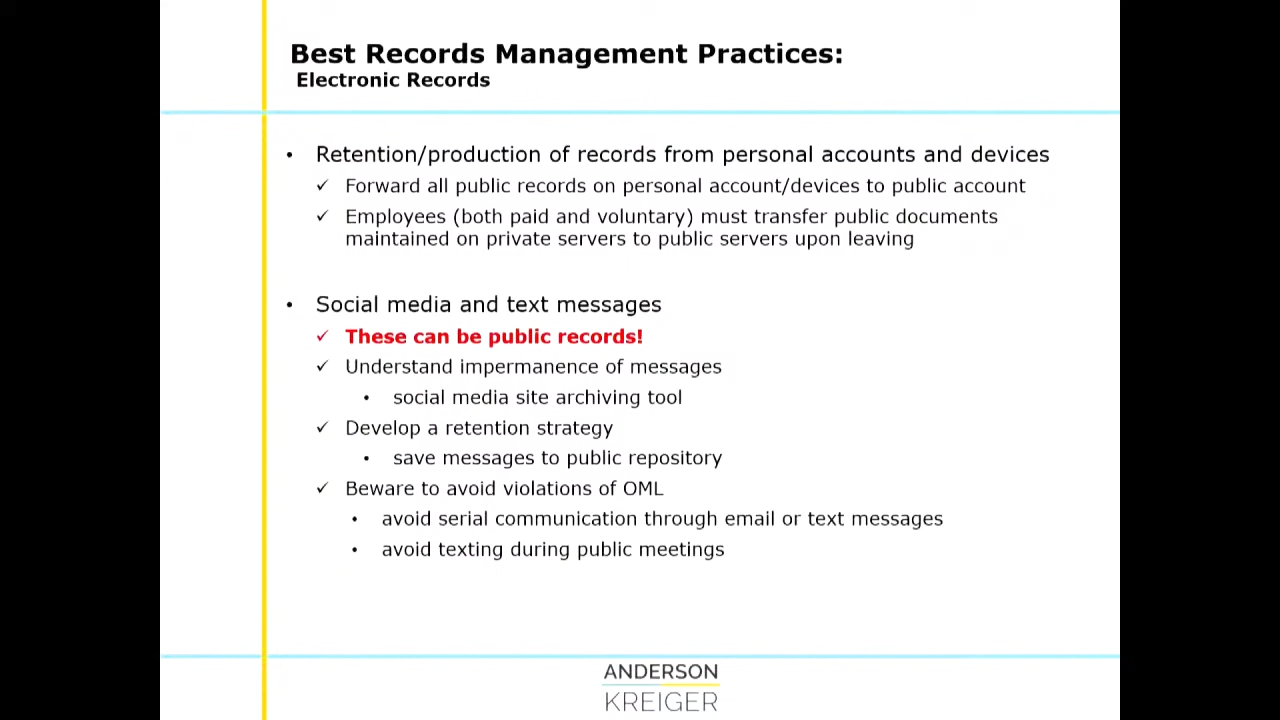 Best Records Management Practices:
Electronic Records
• Retention/production of records from personal accounts and devices
✓ Forward all public records on personal account/devices to public account
✓ Employees (both paid and voluntary) must transfer public documents
maintained on private servers to public servers upon leaving
• Social media and text messages
✓ These can be public records!
✓ Understand impermanence of messages
• social media site archiving tool
✓ Develop a retention strategy
• save messages to public repository
✓ Beware to avoid violations of OML
• avoid serial communication through email or text messages
• avoid texting during public meetings
ANDERSON
KREIGER